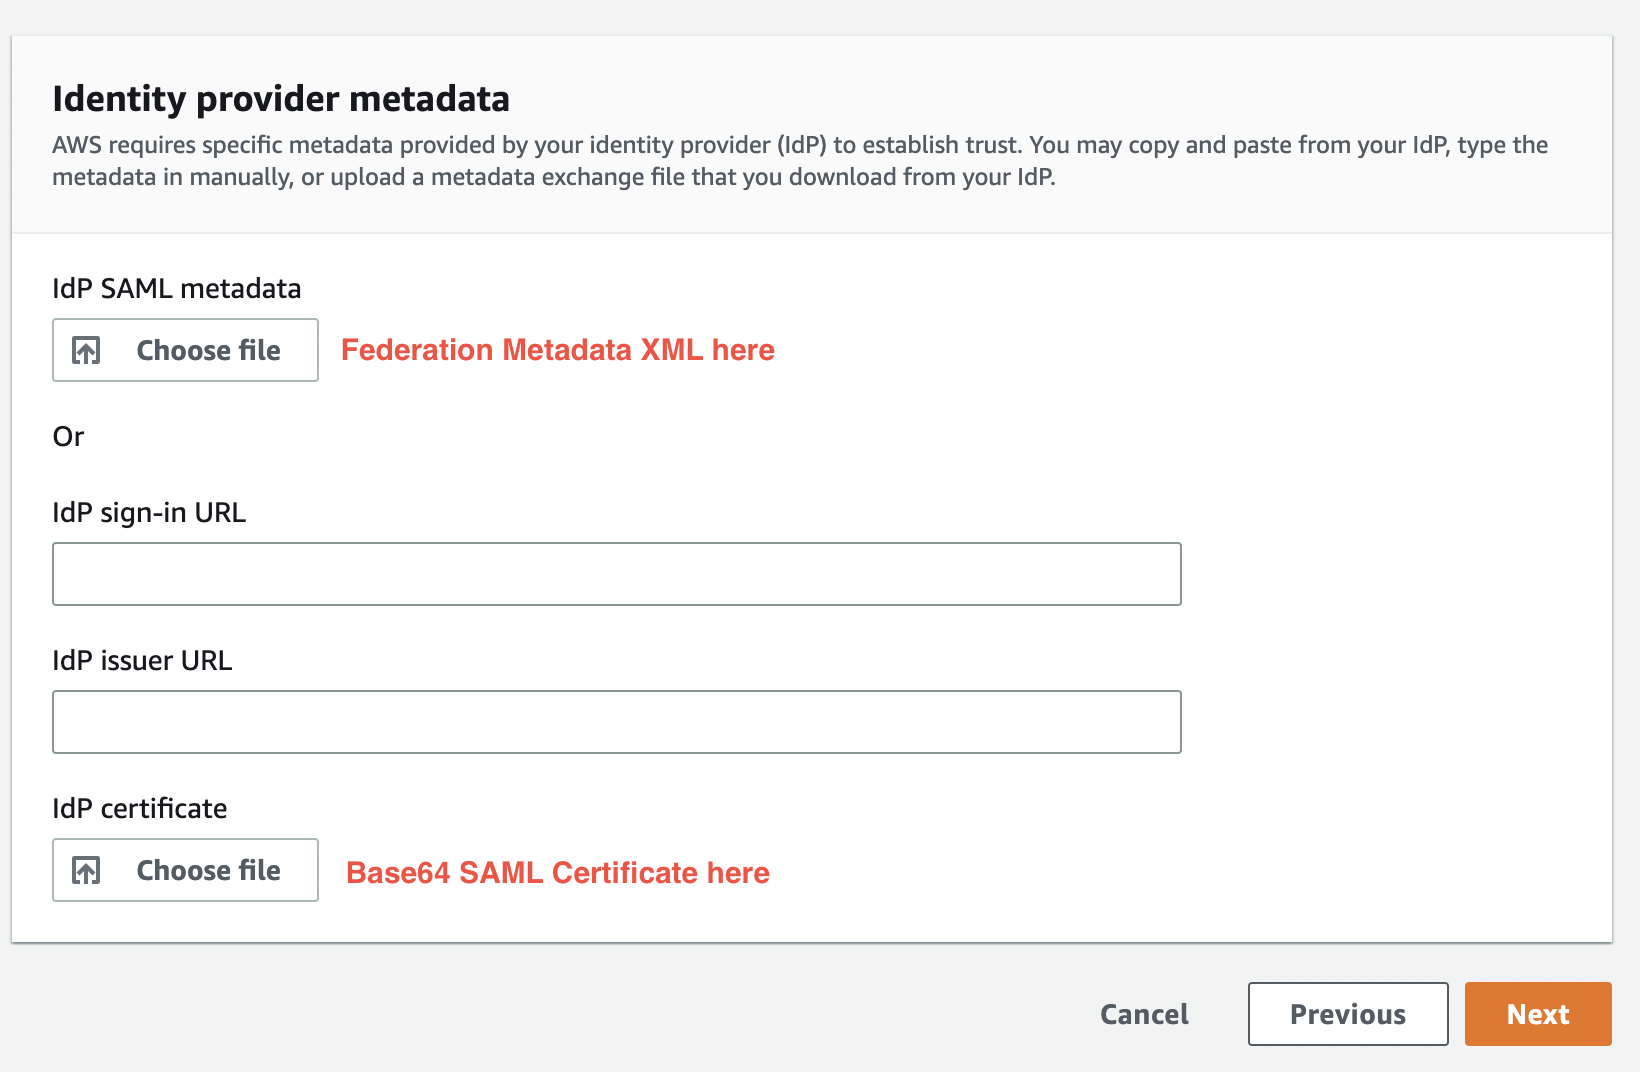 Identity provider metadata
AWS requires specific metadata provided by your identity provider (IdP) to establish trust. You may copy and paste from your IdP, type the
metadata in manually, or upload a metadata exchange file that you download from your IdP.
IdP SAML metadata
Choose file Federation Metadata XML here
Or
IdP sign-in URL
IdP issuer URL
IdP certificate
Choose file Base64 SAML Certificate here
Cancel Previous Next